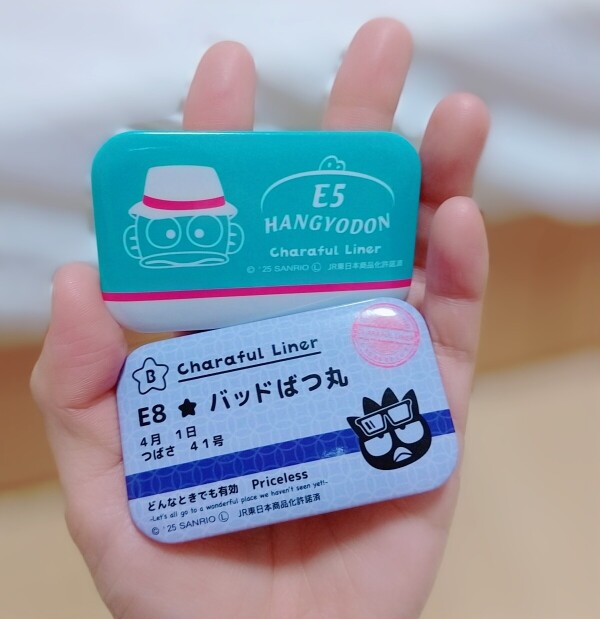 E5
HANGYODON
Charaful Liner
© '25 SANRIO Ⓛ JR東日本商品化許諾済
B Charaful Liner
E8 ★ バッドばつ丸
4月 1日
つばさ 41号
どんなときでも有効 Priceless
-Let's all go to a wonderful place we haven't seen yet!-
© '25 SANRIO Ⓛ JR東日本商品化許諾済